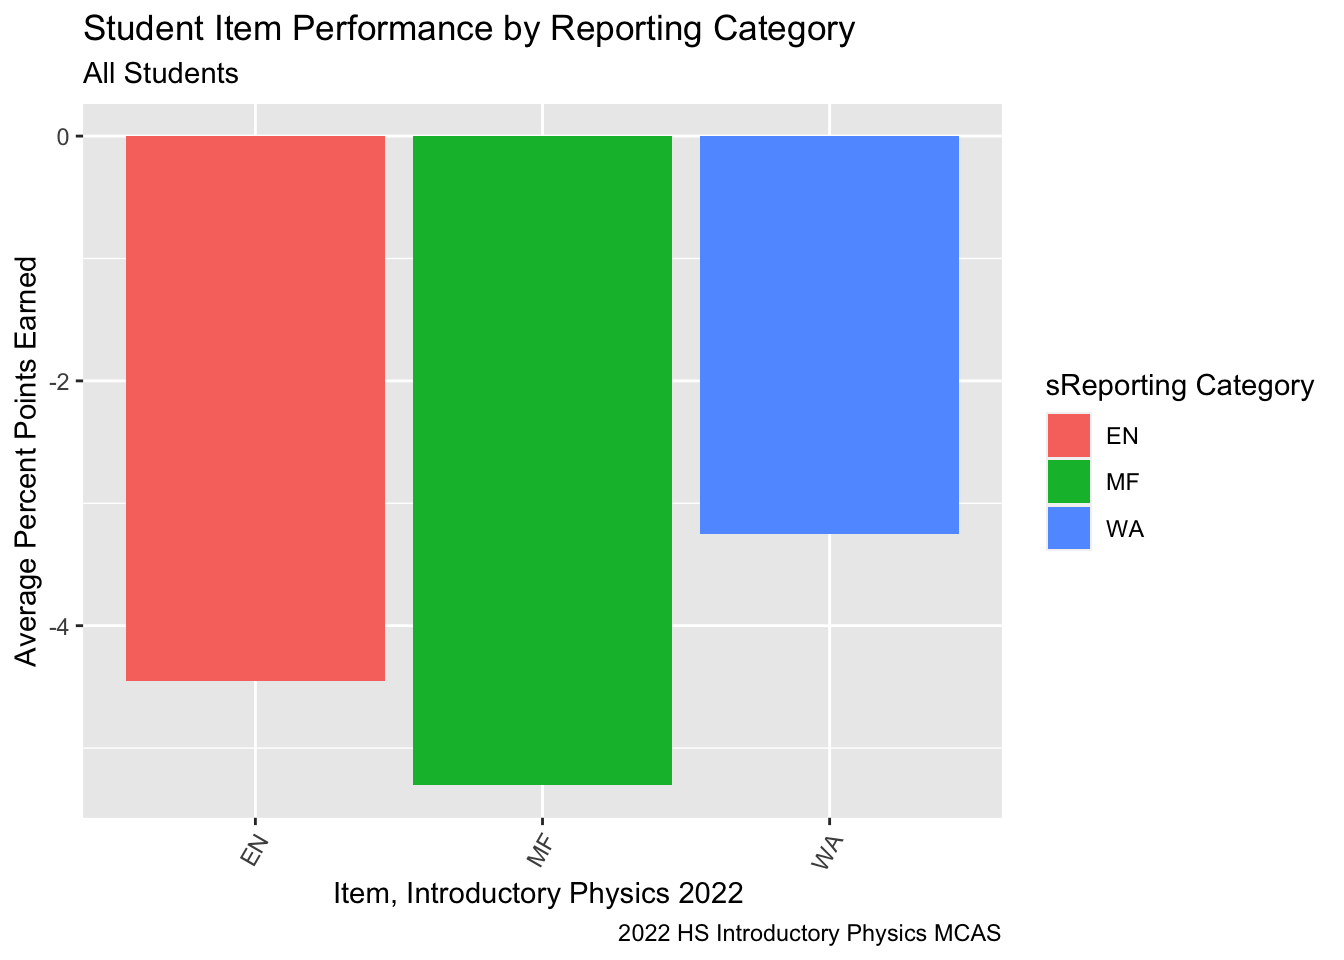 Student Item Performance by Reporting Category
All Students
Average Percent Points Earned
0
-2
-4
EN
MF
WA
Item, Introductory Physics 2022
2022 HS Introductory Physics MCAS
sReporting Category
EN
MF
WA